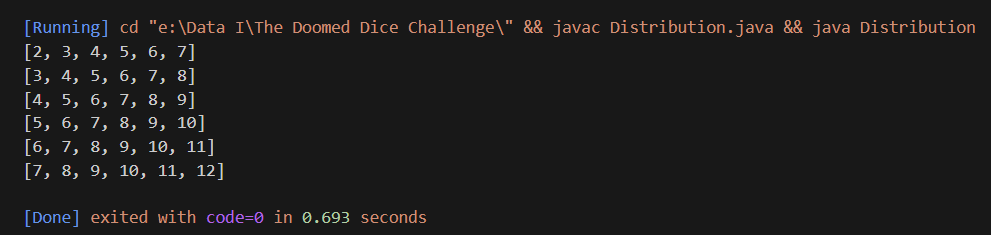 [Running] cd "e:\Data I\The Doomed Dice Challenge\" && javac Distribution.java && java Distribution
[2, 3, 4, 5, 6, 7]
[3, 4, 5, 6, 7, 8]
[4, 5, 6, 7, 8, 9]
[5, 6, 7, 8, 9, 10]
[6, 7, 8, 9, 10, 11]
[7, 8, 9, 10, 11, 12]
[Done] exited with code=0 in 0.693 seconds